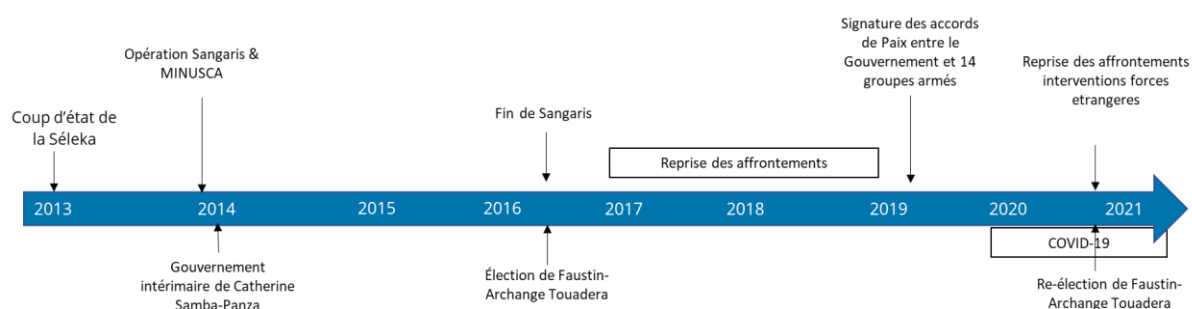 Coup d'état de
la Séleka
Opération Sangaris &
MINUSCA
Fin de Sangaris
Reprise des affrontements
Signature des accords
de Paix entre le
Gouvernement et 14
groupes armés
Reprise des affrontements
interventions forces
etrangeres
2013
2014
2015
2016
2017
2018
2019
2020
2021
COVID-19
Gouvernement
intérimaire de Catherine
Samba-Panza
Élection de Faustin-
Archange Touadera
Re-élection de Faustin-
Archange Touadera